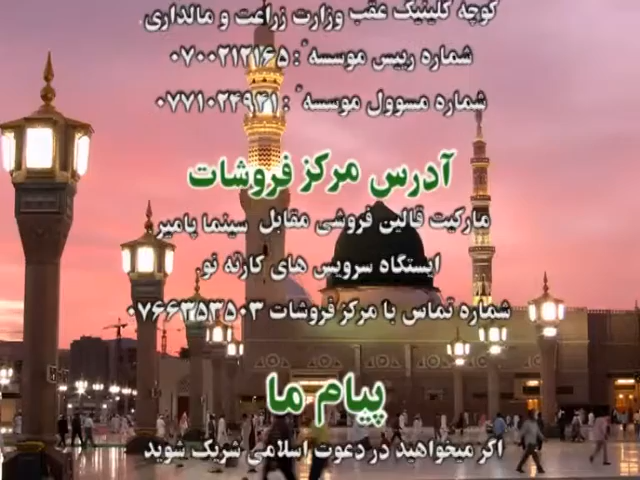 کوچه کلینیک عقب وزارت زراعت و مالداری.
شماره رییس موسسه ُ : ۰۷۰۰۲۱۲۱۶۵
شماره مسوول موسسه ُ : ۰۷۷۱۰۲۴۹۴۱
آدرس مرکز فروشات
مارکیت قالین فروشی مقابل سینما پامیر
ایستگاه سرویس های کارته نو.
شماره تماس با مرکز فروشات ۰۷۶۶۳۵۳۵۰۳
پیام ما
اگر میخواهید در دعوت اسلامی شریک شوید